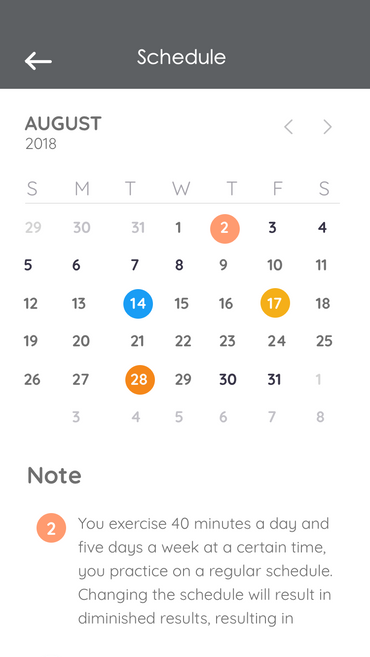 Schedule
AUGUST
2018
S M T W T F S
29 30 31 1 2 3 4
5 6 7 8 9 10 11
12 13 14 15 16 17 18
19 20 21 22 23 24 25
26 27 28 29 30 31 1
3 4 5 6 7 8
Note
2 You exercise 40 minutes a day and
five days a week at a certain time,
you practice on a regular schedule.
Changing the schedule will result in
diminished results, resulting in